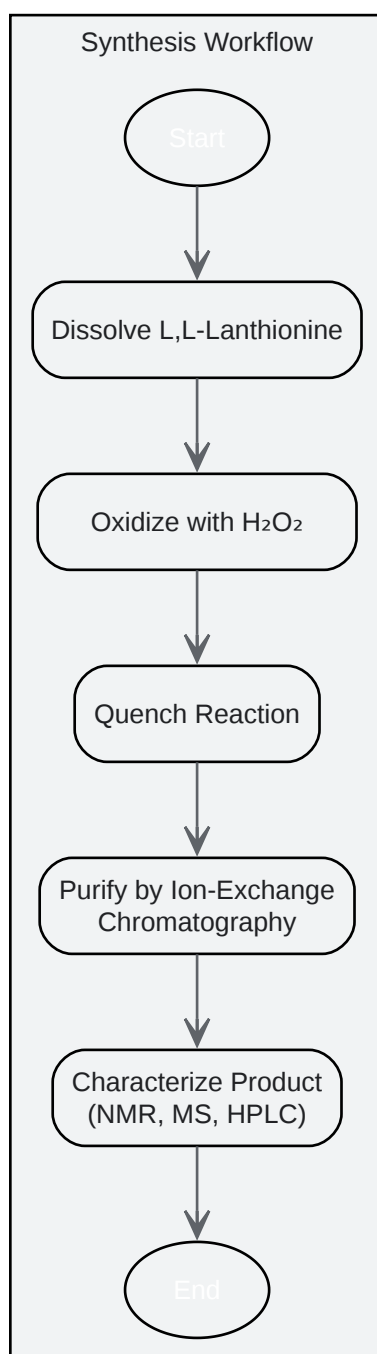 Synthesis Workflow
Start
Dissolve L,L-Lanthionine
Oxidize with H₂O₂
Quench Reaction
Purify by Ion-Exchange
Chromatography
Characterize Product
(NMR, MS, HPLC)
End